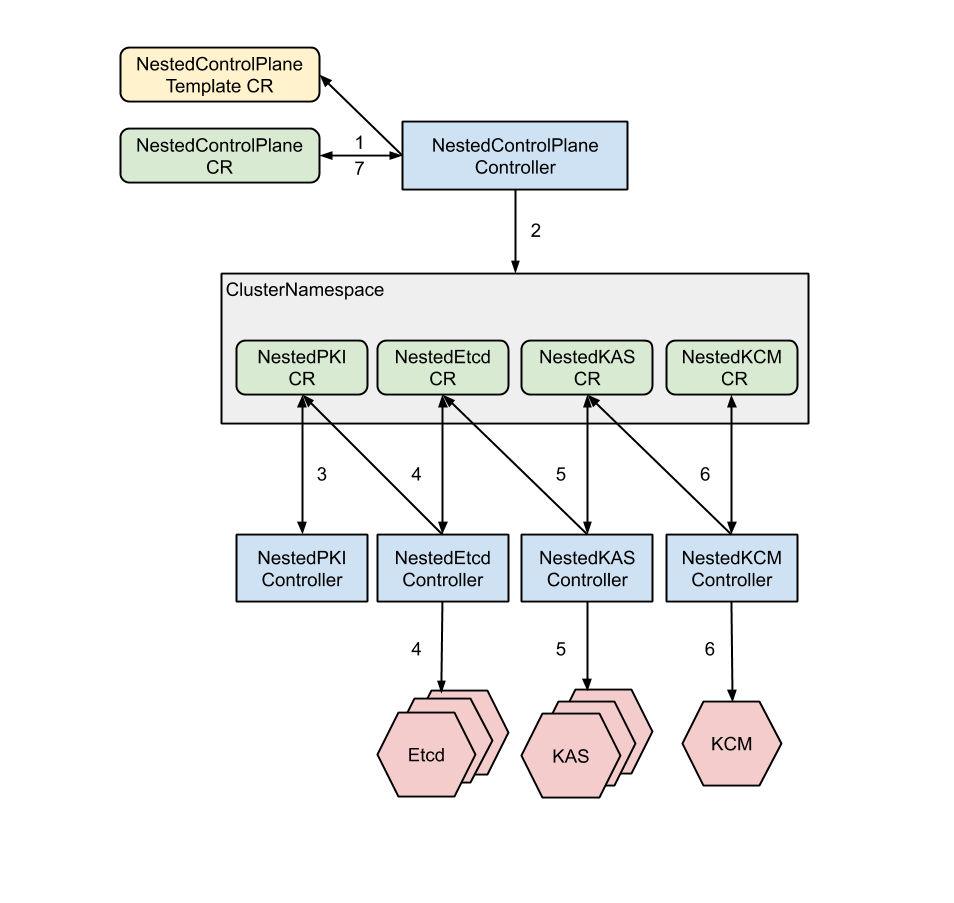 NestedControlPlane
Template CR
NestedControlPlane
CR
1
7
NestedControlPlane
Controller
2
ClusterNamespace
NestedPKI
CR
NestedEtcd
CR
NestedKAS
CR
NestedKCM
CR
3
4
5
6
NestedPKI
Controller
NestedEtcd
Controller
NestedKAS
Controller
NestedKCM
Controller
4
5
6
Etcd
KAS
KCM